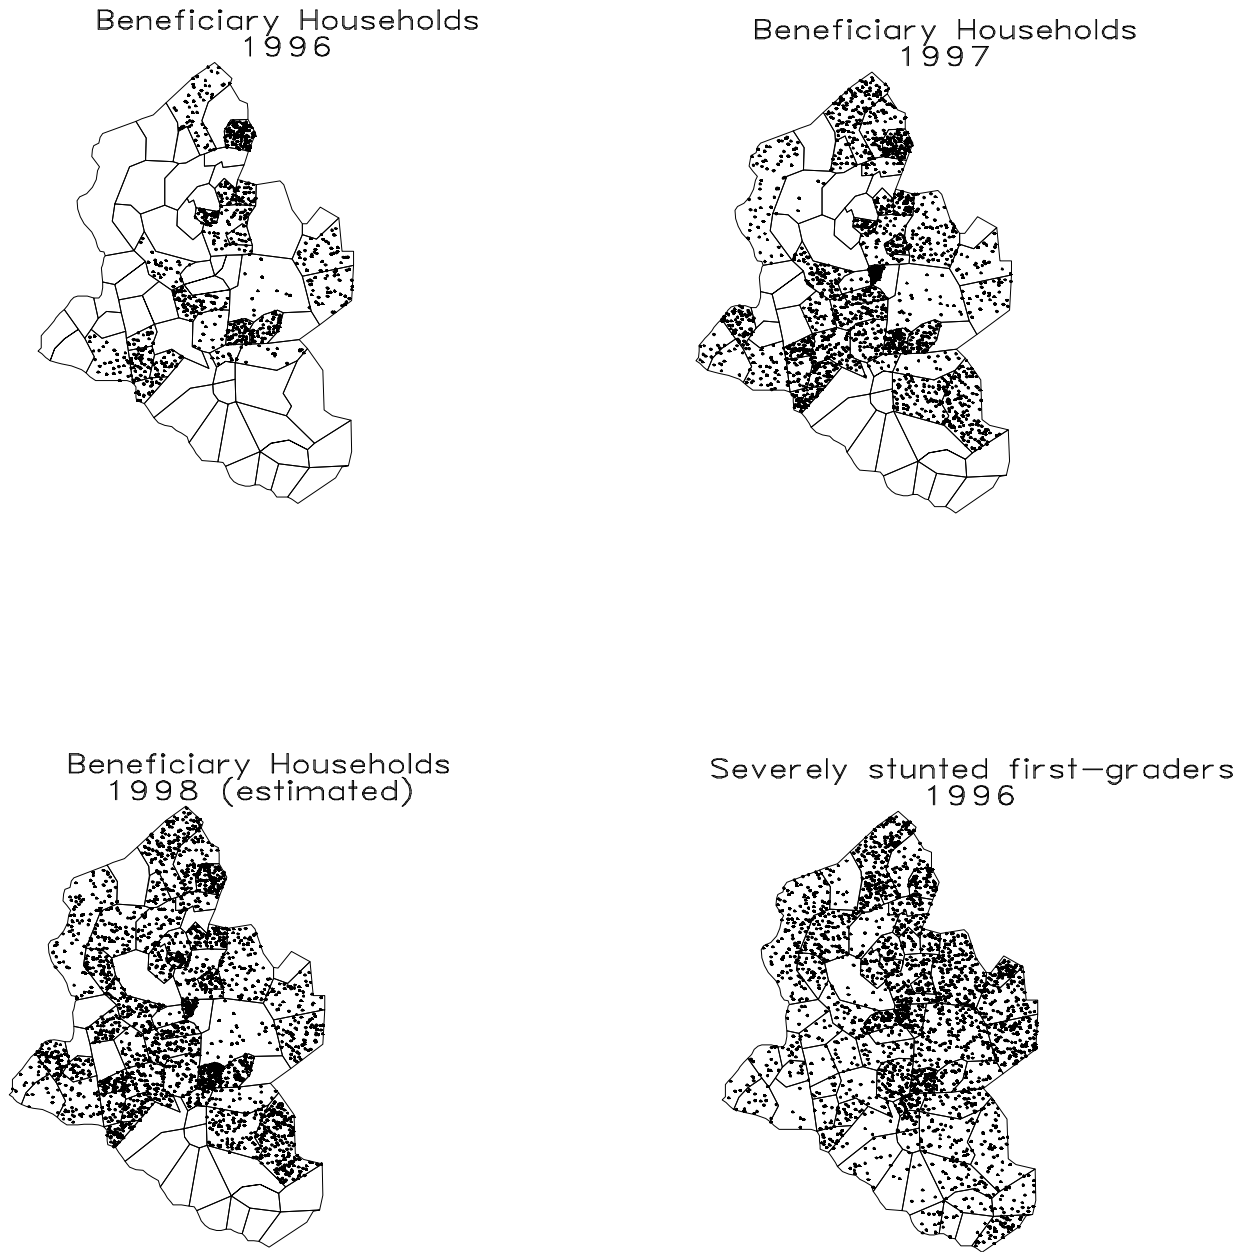 Beneficiary Households
1996
Beneficiary Households
1997
Beneficiary Households
1998 (estimated)
Severely stunted first-graders
1996